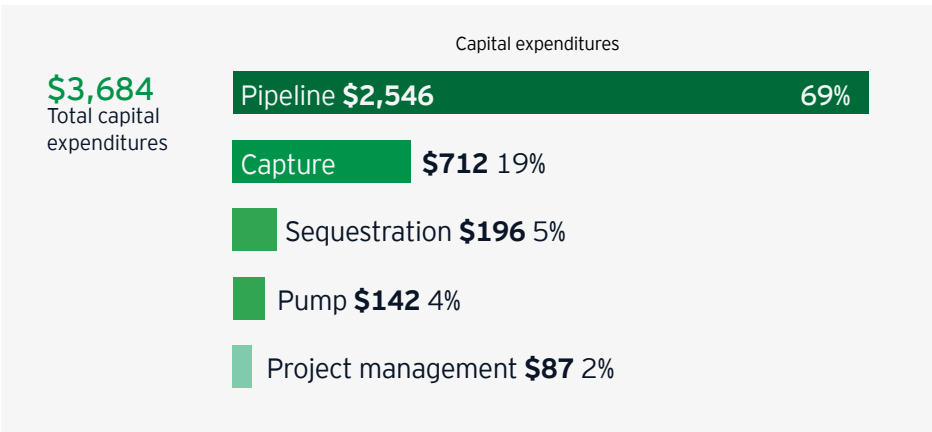 Capital expenditures
$3,684
Total capital
expenditures
Pipeline $2,546 69%
Capture $712 19%
Sequestration $196 5%
Pump $142 4%
Project management $87 2%